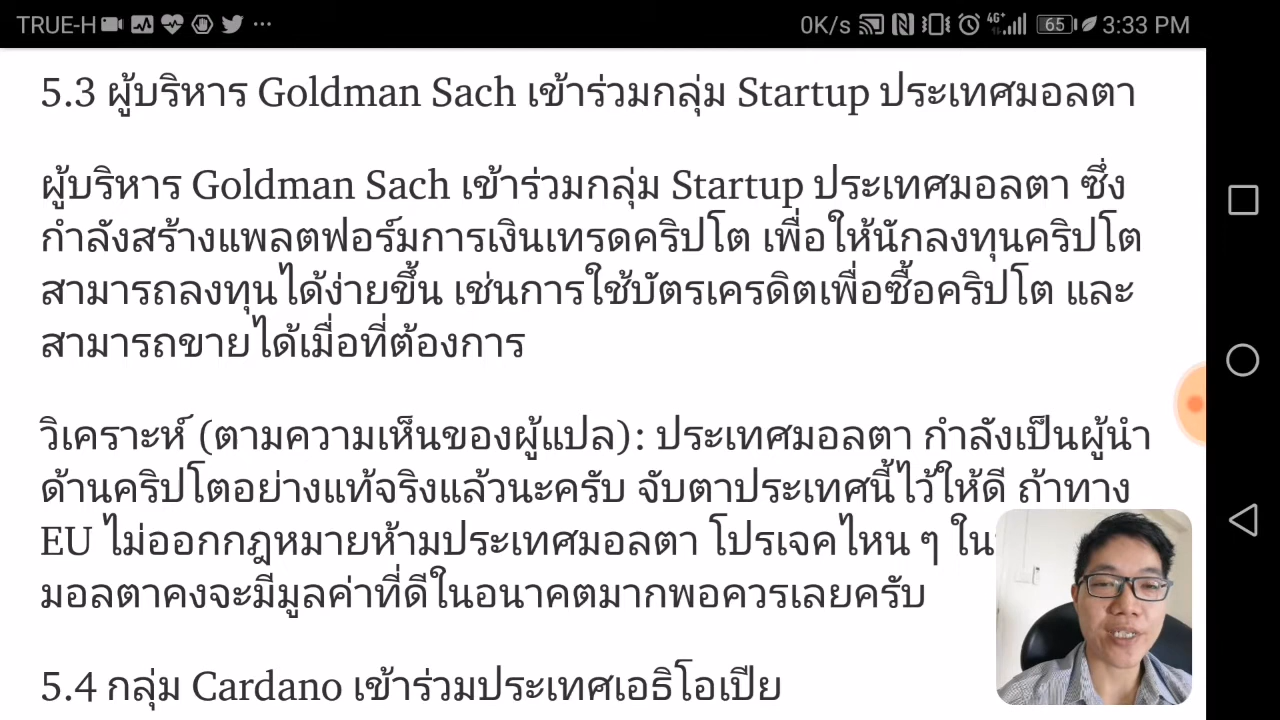 TRUE-H ... 0K/s 4G+ 65 3:33 PM
5.3 ผู้บริหาร Goldman Sach เข้าร่วมกลุ่ม Startup ประเทศมอลตา
ผู้บริหาร Goldman Sach เข้าร่วมกลุ่ม Startup ประเทศมอลตา ซึ่ง
กำลังสร้างแพลตฟอร์มการเงินเทรดคริปโต เพื่อให้นักลงทุนคริปโต
สามารถลงทุนได้ง่ายขึ้น เช่นการใช้บัตรเครดิตเพื่อซื้อคริปโต และ
สามารถขายได้เมื่อที่ต้องการ
วิเคราะห์ (ตามความเห็นของผู้แปล): ประเทศมอลตา กำลังเป็นผู้นำ
ด้านคริปโตอย่างแท้จริงแล้วนะครับ จับตาประเทศนี้ไว้ให้ดี ถ้าทาง
EU ไม่ออกกฎหมายห้ามประเทศมอลตา โปรเจคไหน ๆ ใน
มอลตาคงจะมีมูลค่าที่ดีในอนาคตมากพอควรเลยครับ
5.4 กลุ่ม Cardano เข้าร่วมประเทศเอธิโอเปีย